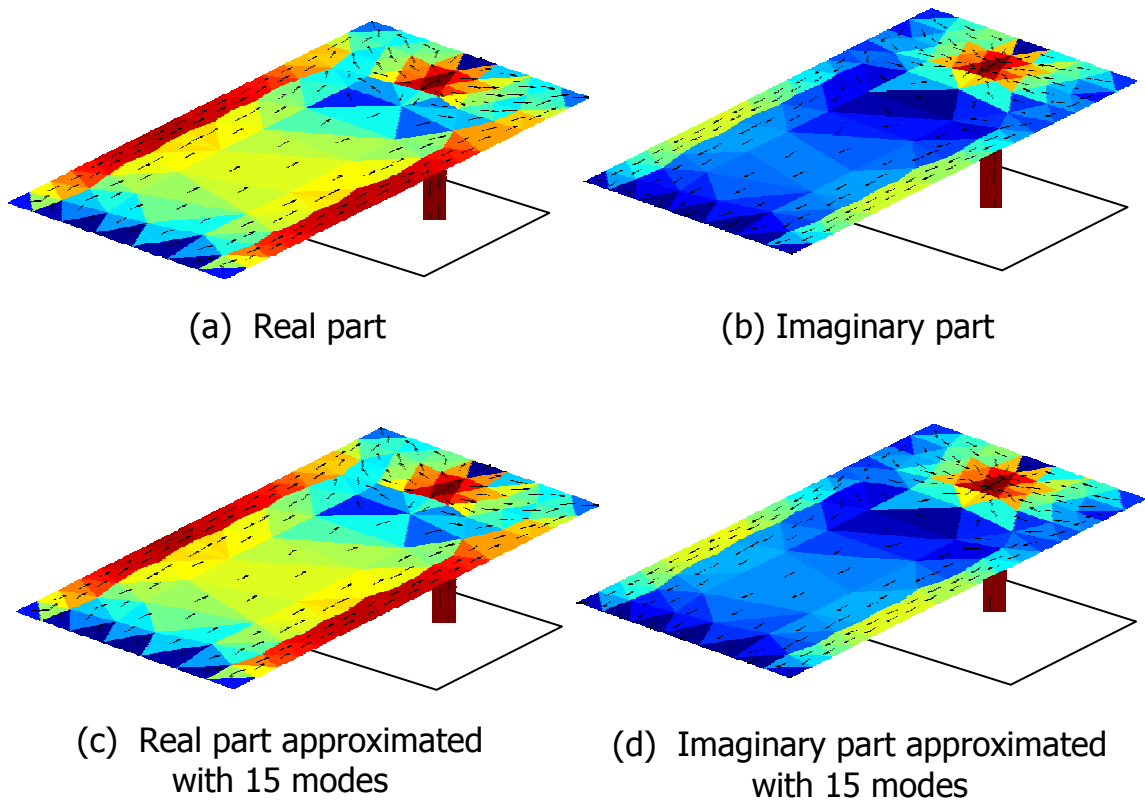 (a) Real part
(b) Imaginary part
(c) Real part approximated
with 15 modes
(d) Imaginary part approximated
with 15 modes